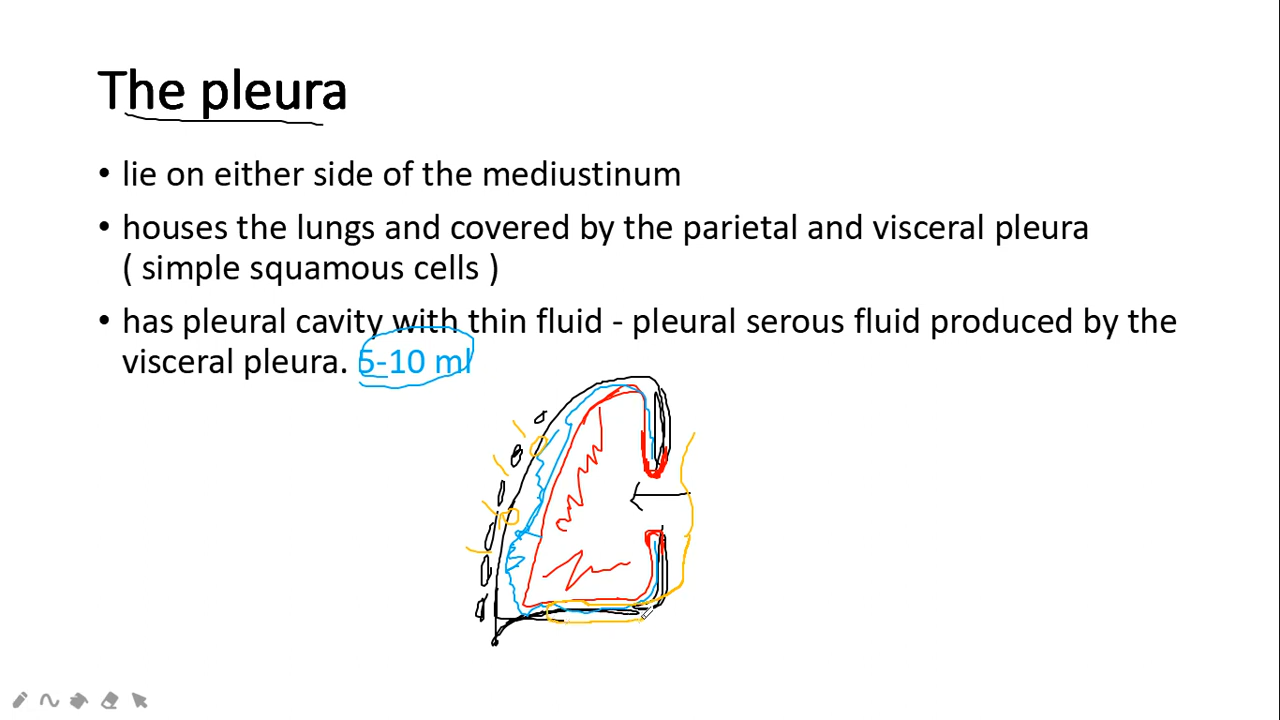 The pleura
• lie on either side of the mediustinum
• houses the lungs and covered by the parietal and visceral pleura
( simple squamous cells )
• has pleural cavity with thin fluid - pleural serous fluid produced by the
visceral pleura. 5-10 ml